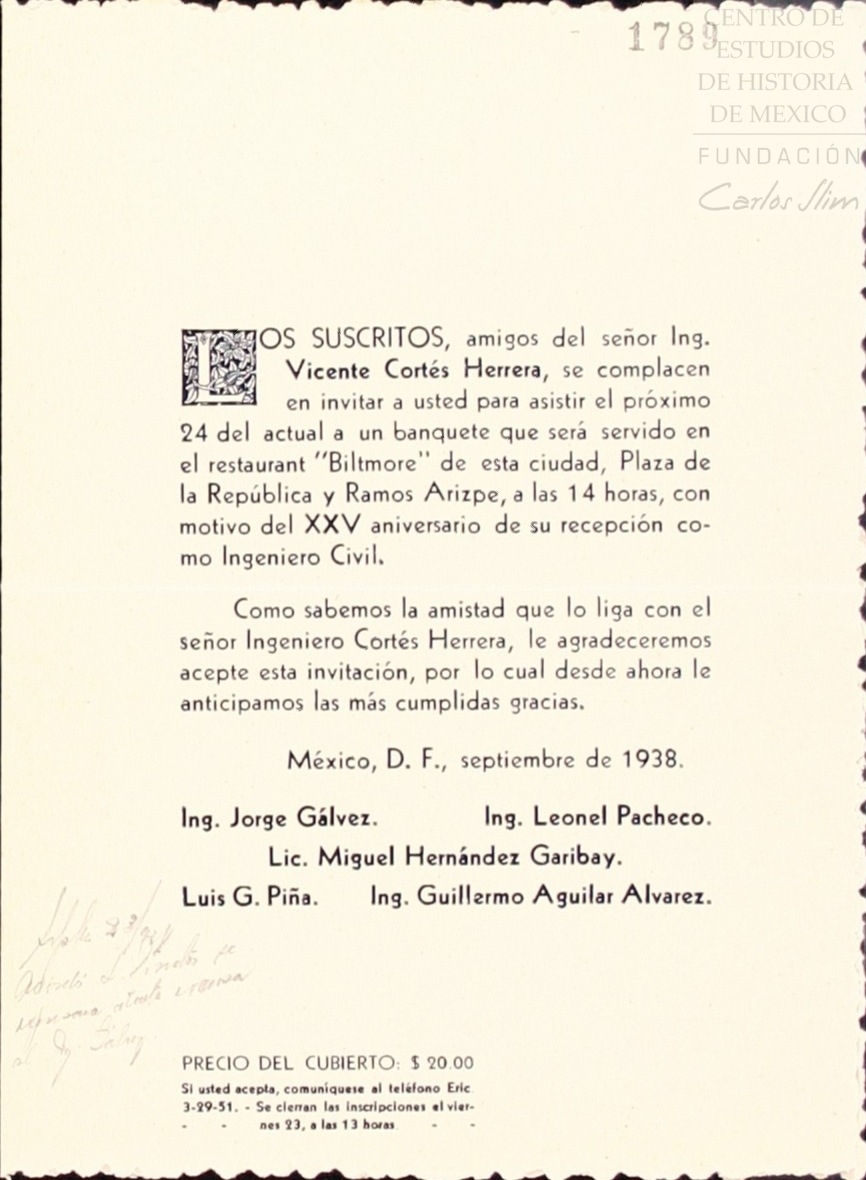 1789
CENTRO DE
ESTUDIOS
DE HISTORIA
DE MEXICO
FUNDACIÓN
Carlos Slim
LOS SUSCRITOS, amigos del señor Ing.
Vicente Cortés Herrera, se complacen
en invitar a usted para asistir el próximo
24 del actual a un banquete que será servido en
el restaurant "Biltmore" de esta ciudad, Plaza de
la República y Ramos Arizpe, a las 14 horas, con
motivo del XXV aniversario de su recepción co-
mo Ingeniero Civil.
Como sabemos la amistad que lo liga con el
señor Ingeniero Cortés Herrera, le agradeceremos
acepte esta invitación, por lo cual desde ahora le
anticipamos las más cumplidas gracias.
México, D. F., septiembre de 1938.
Ing. Jorge Gálvez. Ing. Leonel Pacheco.
Lic. Miguel Hernández Garibay.
Luis G. Piña. Ing. Guillermo Aguilar Alvarez.
PRECIO DEL CUBIERTO: $ 20.00
Si usted acepta, comuníquese al teléfono Eric.
3-29-51. - Se cierran las inscripciones el vier-
- - nes 23, a las 13 horas - -